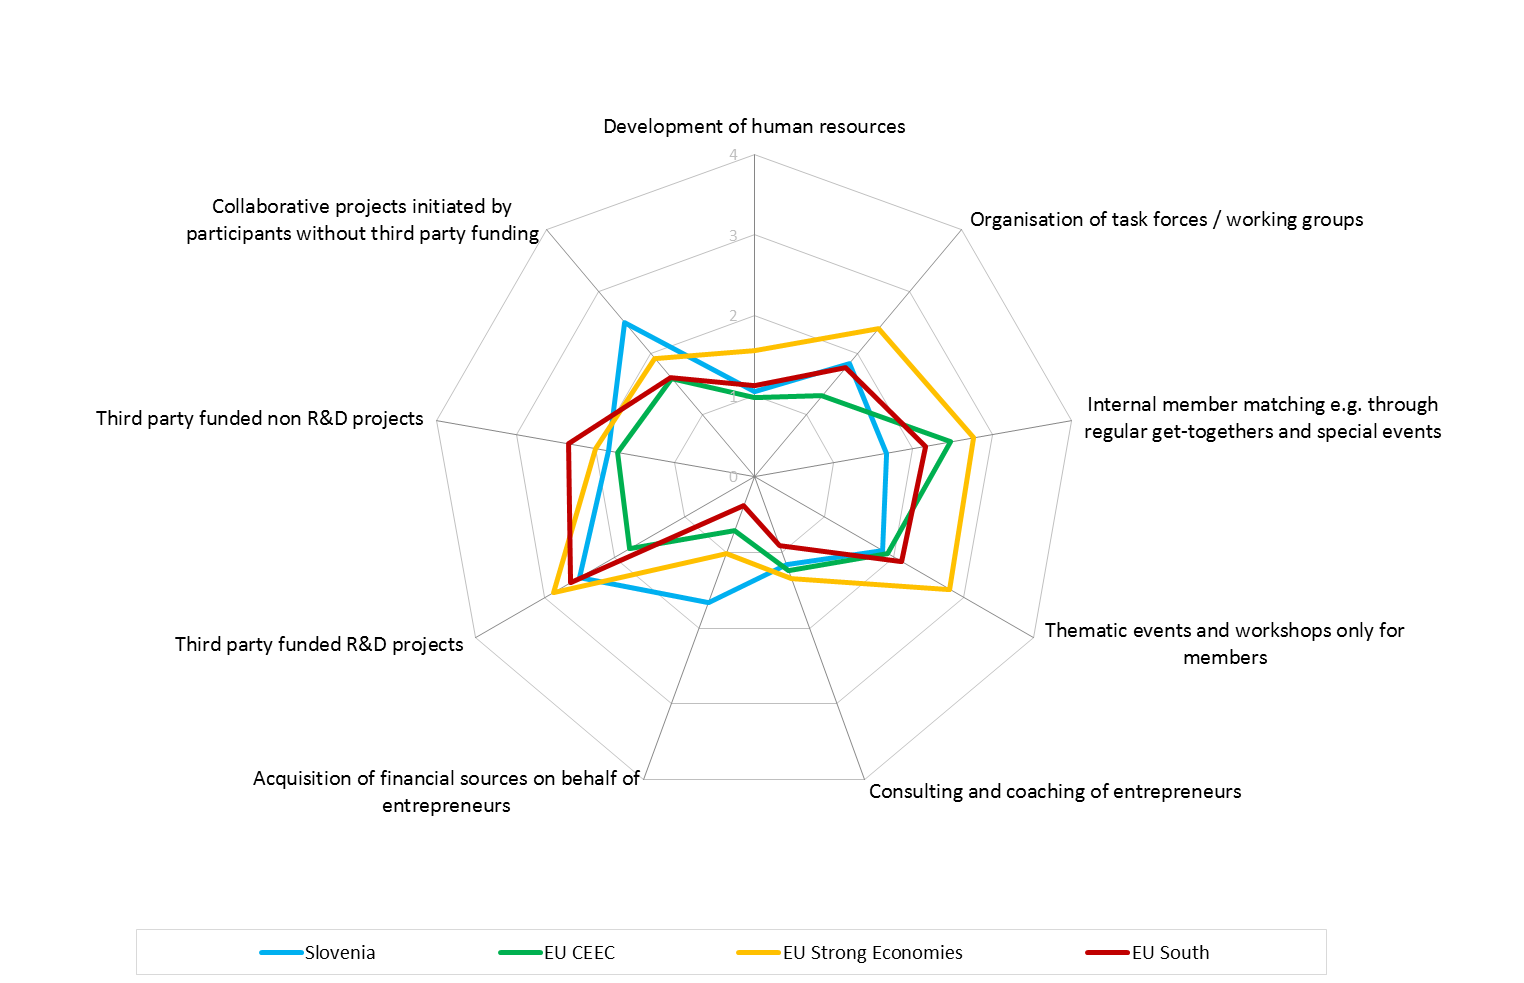 Development of human resources
4
Collaborative projects initiated by
participants without third party funding
Organisation of task forces / working groups
3
2
Internal member matching e.g. through
regular get-togethers and special events
1
Third party funded non R&D projects
0
Third party funded R&D projects
Thematic events and workshops only for
members
Acquisition of financial sources on behalf of
entrepreneurs
Consulting and coaching of entrepreneurs
Slovenia
EU CEEC
EU Strong Economies
EU South